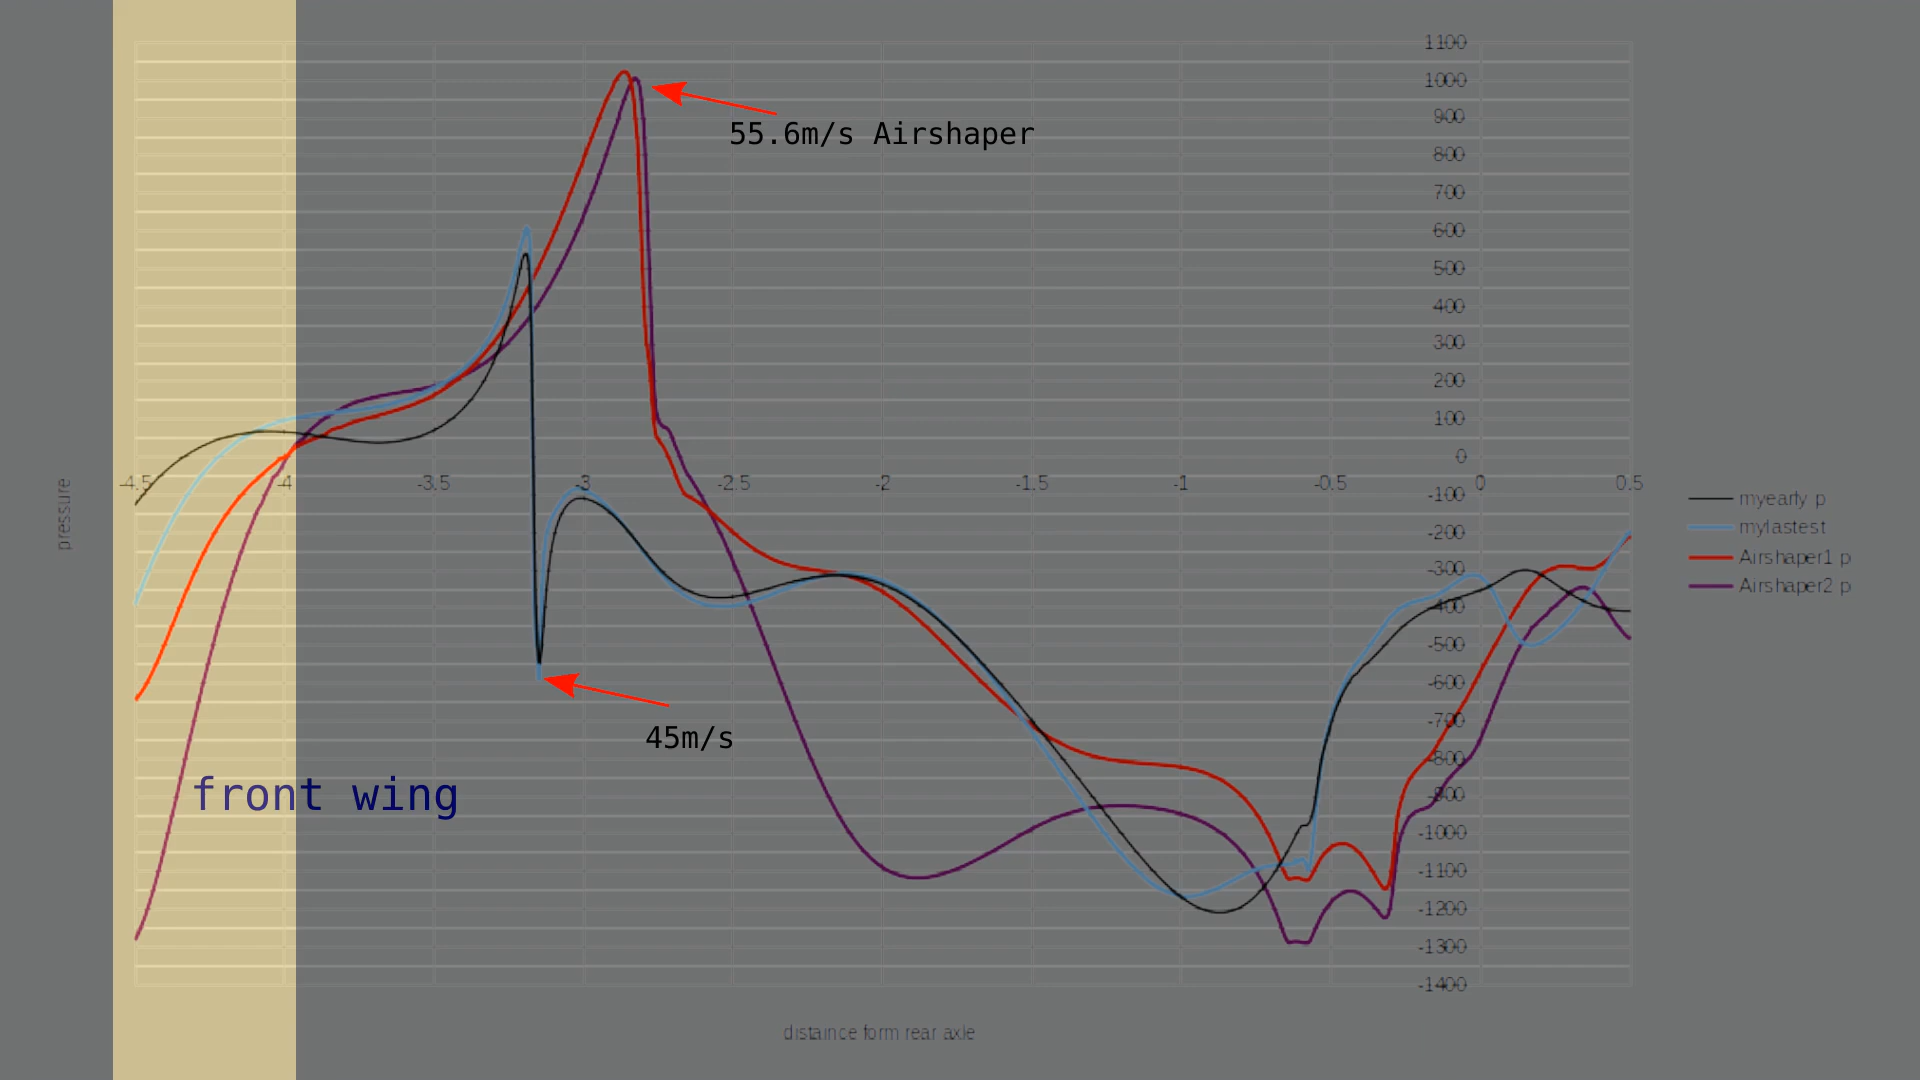 1100
1000
55.6m/s Airshaper
900
800
700
600
500
400
300
200
100
0
-4.5 -4 -3.5 -3 -2.5 -2 -1.5 -1 -0.5 0 0.5
-100
-200
-300
-400
-500
-600
-700
-800
-900
-1000
-1100
-1200
-1300
-1400
pressure
myearly p
mylastest
Airshaper1 p
Airshaper2 p
45m/s
front wing
distaince form rear axle